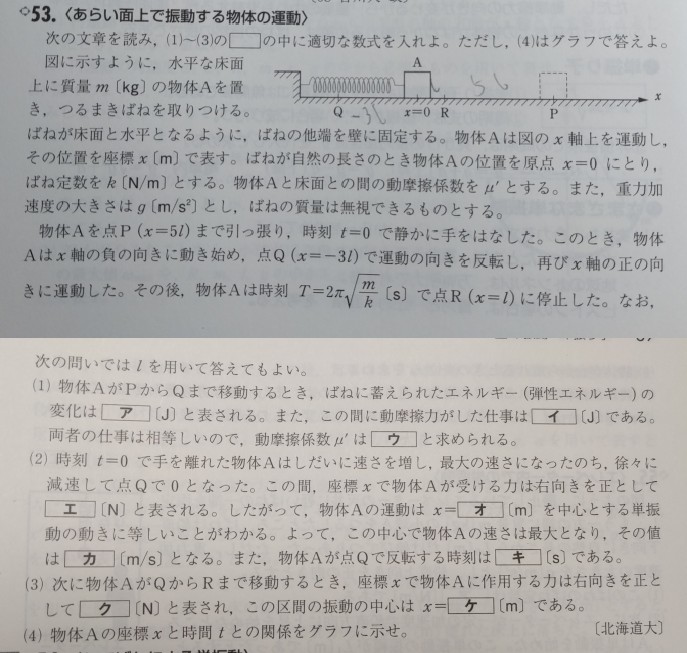 53.〈あらい面上で振動する物体の運動〉
次の文章を読み，(1)～(3)の□の中に適切な数式を入れよ。ただし，(4)はグラフで答えよ。
図に示すように，水平な床面
上に質量 m〔kg〕の物体Aを置
き，つるまきばねを取りつける。
A
5l
x
Q
-3l
x=0
R
P
ばねが床面と水平となるように，ばねの他端を壁に固定する。物体Aは図の x 軸上を運動し，
その位置を座標 x〔m〕で表す。ばねが自然の長さのとき物体Aの位置を原点 x=0 にとり，
ばね定数を k〔N/m〕とする。物体Aと床面との間の動摩擦係数を μ′ とする。また，重力加
速度の大きさは g〔m/s²〕とし，ばねの質量は無視できるものとする。
物体Aを点P (x=5l) まで引っ張り，時刻 t=0 で静かに手をはなした。このとき，物体
Aは x 軸の負の向きに動き始め，点Q (x=-3l) で運動の向きを反転し，再び x 軸の正の向
きに運動した。その後，物体Aは時刻 T=2π√(m/k)〔s〕で点R (x=l) に停止した。なお，
次の問いでは l を用いて答えてもよい。
(1) 物体AがPからQまで移動するとき，ばねに蓄えられたエネルギー (弾性エネルギー) の
変化は ア〔J〕と表される。また，この間に動摩擦力がした仕事は イ〔J〕である。
両者の仕事は相等しいので，動摩擦係数 μ′ は ウ と求められる。
(2) 時刻 t=0 で手を離れた物体Aはしだいに速さを増し，最大の速さになったのち，徐々に
減速して点Qで0となった。この間，座標 x で物体Aが受ける力は右向きを正として
エ〔N〕と表される。したがって，物体Aの運動は x=オ〔m〕を中心とする単振
動の動きに等しいことがわかる。よって，この中心で物体Aの速さは最大となり，その値
は カ〔m/s〕となる。また，物体Aが点Qで反転する時刻は キ〔s〕である。
(3) 次に物体AがQからRまで移動するとき，座標 x で物体Aに作用する力は右向きを正と
して ク〔N〕と表され，この区間の振動の中心は x=ケ〔m〕である。
(4) 物体Aの座標 x と時間 t との関係をグラフに示せ。
〔北海道大〕